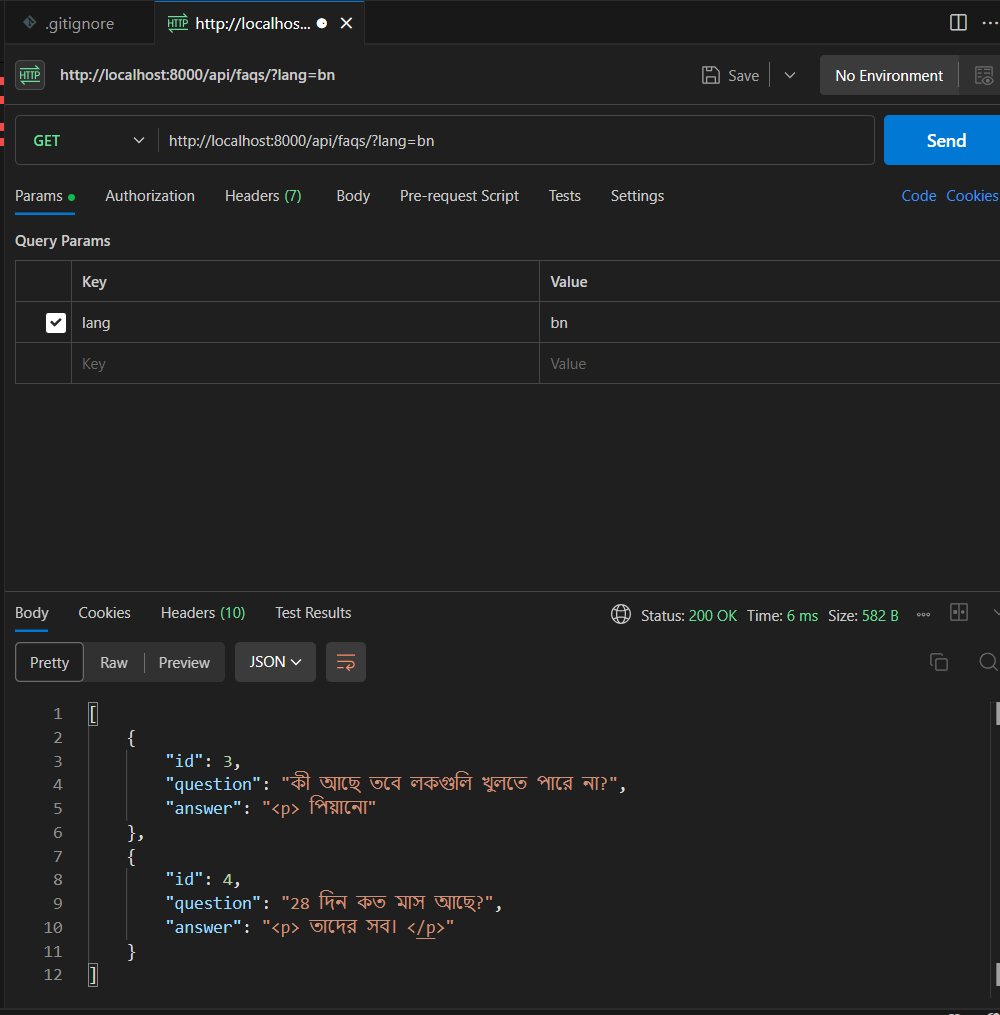 .gitignore
HTTP http://localhos...
HTTP http://localhost:8000/api/faqs/?lang=bn
Save
No Environment
GET http://localhost:8000/api/faqs/?lang=bn
Send
Params Authorization Headers (7) Body Pre-request Script Tests Settings
Code Cookies
Query Params
Key Value
lang bn
Key Value
Body Cookies Headers (10) Test Results
Status: 200 OK Time: 6 ms Size: 582 B
Pretty Raw Preview JSON
1 [
2 {
3 "id": 3,
4 "question": "কী আছে তবে লকগুলি খুলতে পারে না?",
5 "answer": "<p> পিয়ানো"
6 },
7 {
8 "id": 4,
9 "question": "28 দিন কত মাস আছে?",
10 "answer": "<p> তাদের সব। </p>"
11 }
12 ]